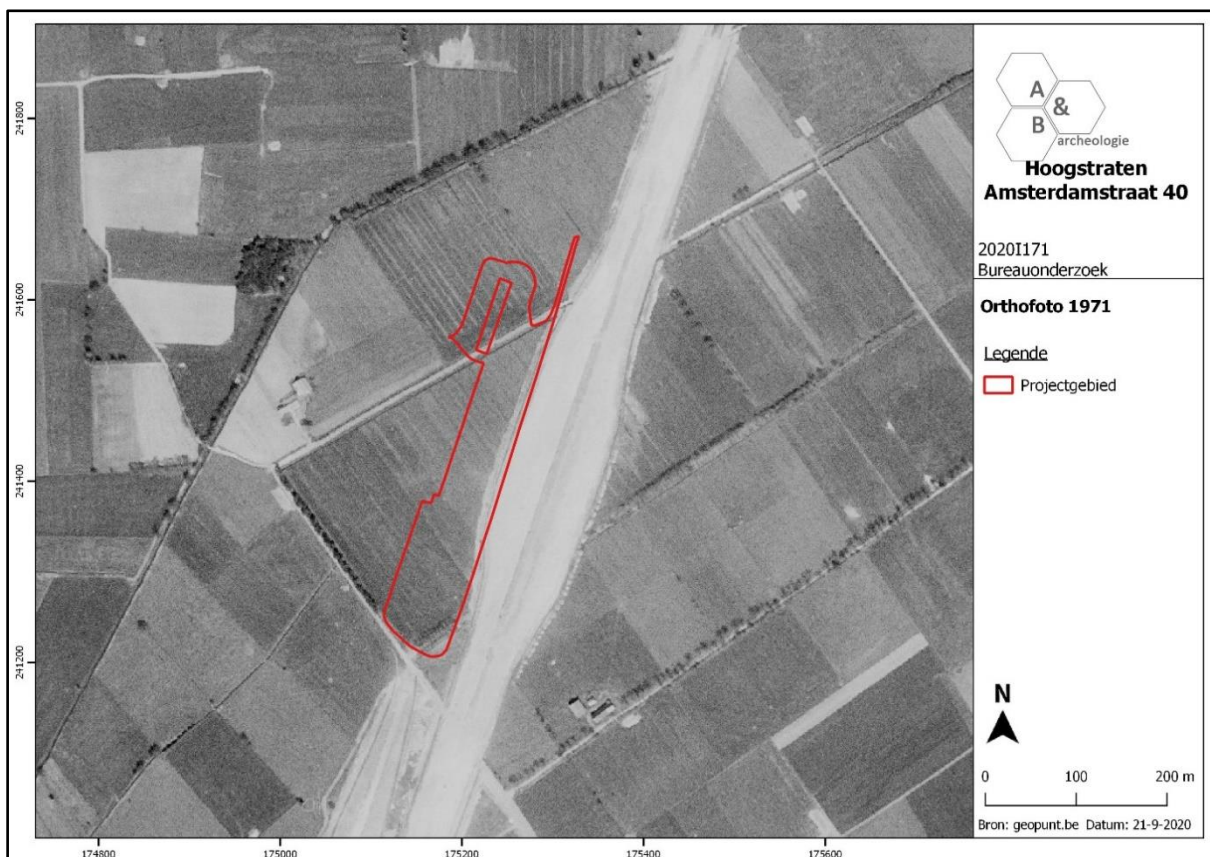 A
&
B
archeologie
Hoogstraten
Amsterdamstraat 40
2020I171
Bureauonderzoek
Orthofoto 1971
Legende
Projectgebied
N
0 100 200 m
Bron: geopunt.be Datum: 21-9-2020
241800
241600
241400
241200
174800 175000 175200 175400 175600